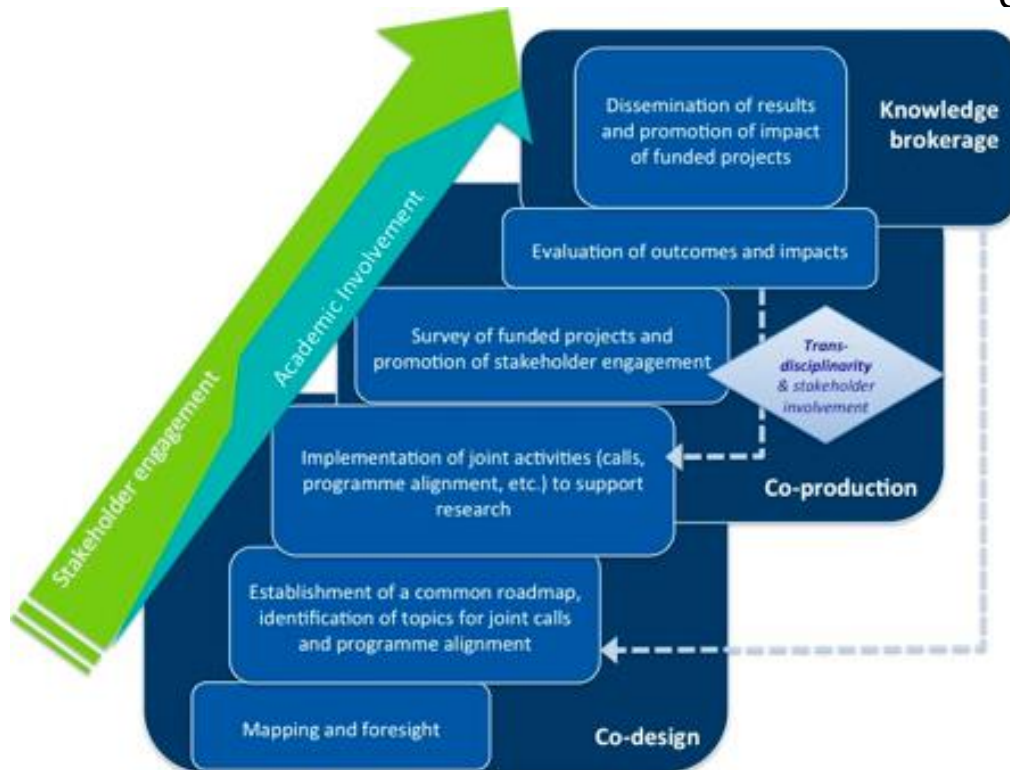 Dissemination of results
and promotion of impact
of funded projects
Knowledge
brokerage
Evaluation of outcomes and impacts
Survey of funded projects and
promotion of stakeholder engagement
Trans-
disciplinarity
& stakeholder
involvement
Implementation of joint activities (calls,
programme alignment, etc.) to support
research
Co-production
Establishment of a common roadmap,
identification of topics for joint calls
and programme alignment
Mapping and foresight
Co-design
Stakeholder engagement
Academic Involvement